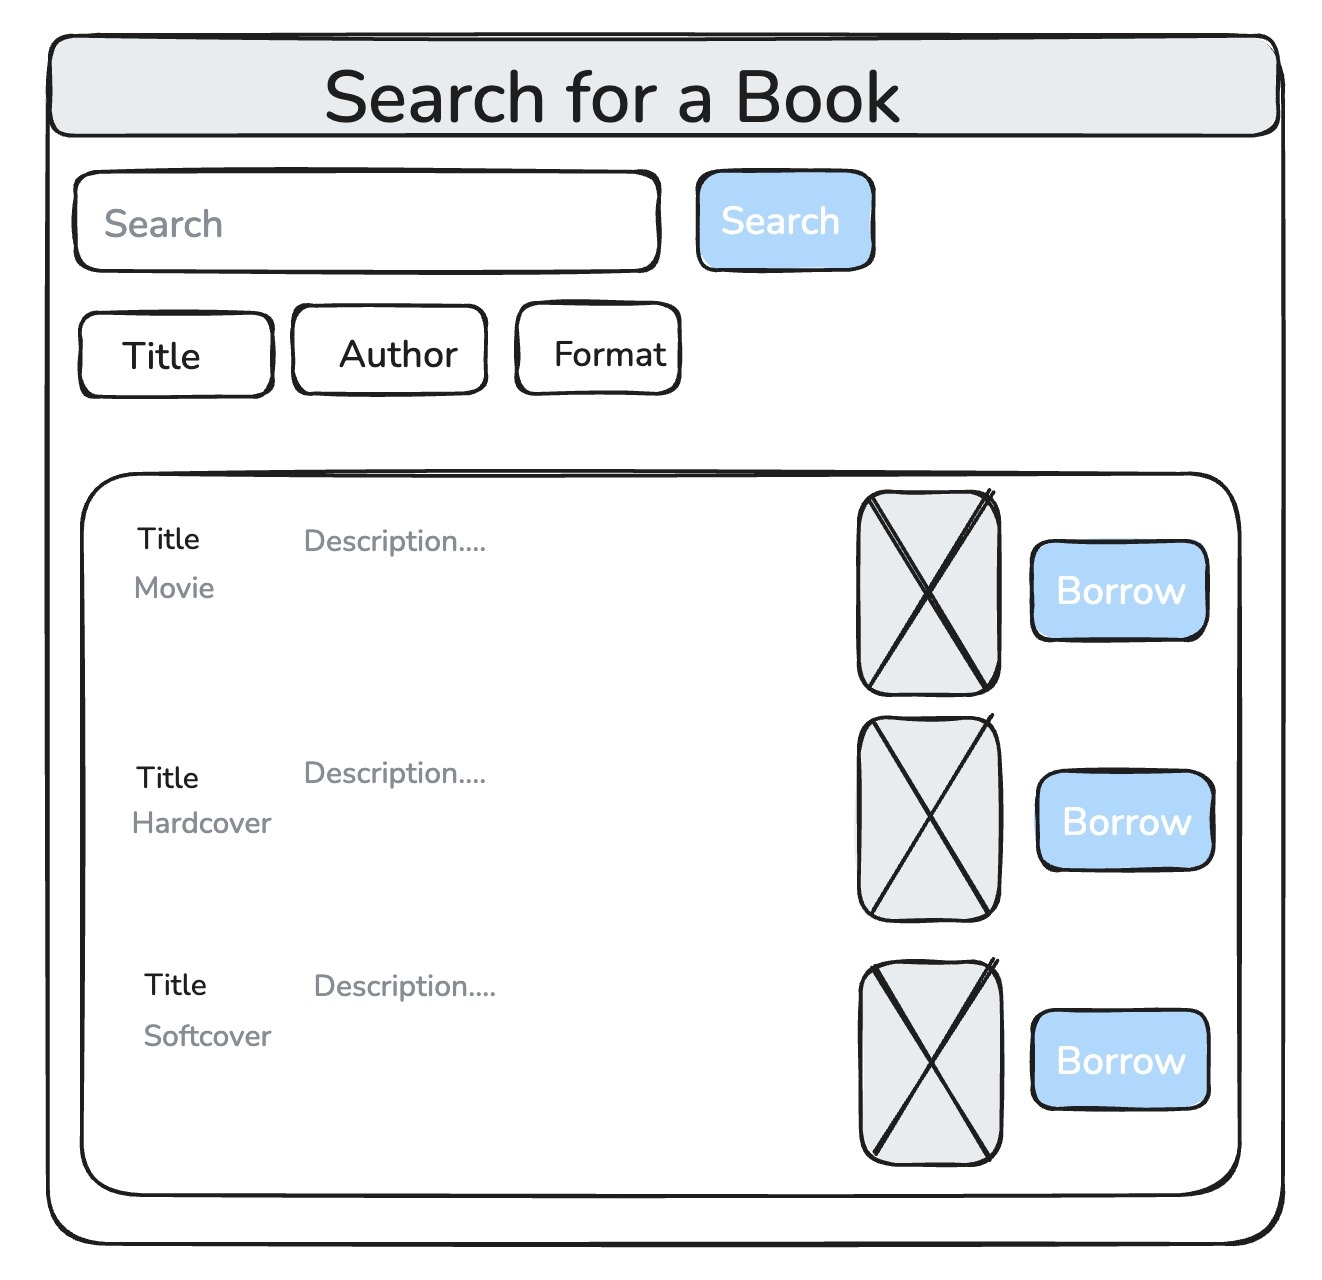 Search for a Book
Search
Search
Title
Author
Format
Title
Description....
Movie
Borrow
Title
Description....
Hardcover
Borrow
Title
Description....
Softcover
Borrow